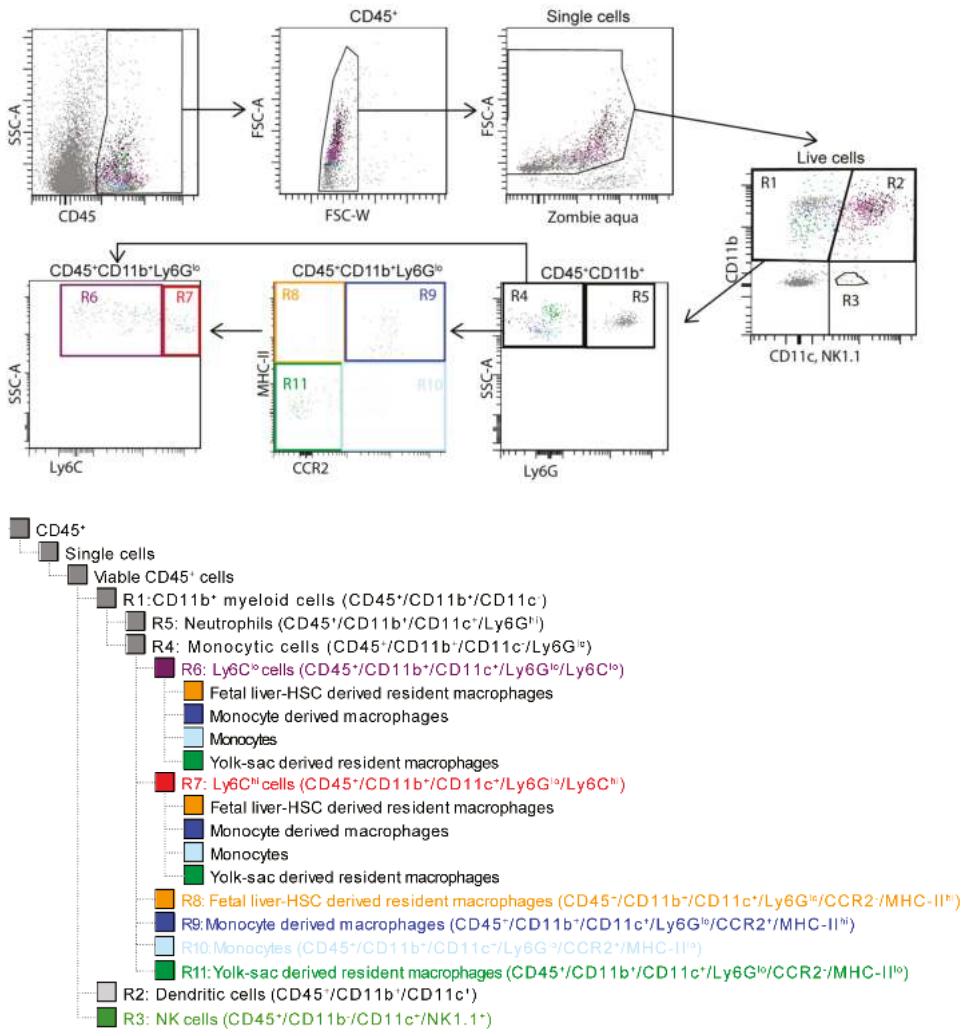 CD45⁺
Single cells
SSC-A
CD45
FSC-A
FSC-W
FSC-A
Zombie aqua
Live cells
R1
R2
R3
CD11b
CD11c, NK1.1
CD45⁺CD11b⁺Ly6Gˡᵒ
CD45⁺CD11b⁺Ly6Gˡᵒ
CD45⁺CD11b⁺
R6
R7
SSC-A
Ly6C
R8
R9
R11
R10
MHC-II
CCR2
R4
R5
SSC-A
Ly6G
CD45⁺
Single cells
Viable CD45⁺ cells
R1:CD11b⁺ myeloid cells (CD45⁺/CD11b⁺/CD11c⁻)
R5: Neutrophils (CD45⁺/CD11b⁺/CD11c⁺/Ly6Gʰⁱ)
R4: Monocytic cells (CD45⁺/CD11b⁺/CD11c⁻/Ly6Gˡᵒ)
R6: Ly6Cˡᵒ cells (CD45⁺/CD11b⁺/CD11c⁺/Ly6Gˡᵒ/Ly6Cˡᵒ)
Fetal liver-HSC derived resident macrophages
Monocyte derived macrophages
Monocytes
Yolk-sac derived resident macrophages
R7: Ly6Cʰⁱ cells (CD45⁺/CD11b⁺/CD11c⁺/Ly6Gˡᵒ/Ly6Cʰⁱ)
Fetal liver-HSC derived resident macrophages
Monocyte derived macrophages
Monocytes
Yolk-sac derived resident macrophages
R8: Fetal liver-HSC derived resident macrophages (CD45⁺/CD11b⁺/CD11c⁺/Ly6Gˡᵒ/CCR2⁻/MHC-IIʰⁱ)
R9:Monocyte derived macrophages (CD45⁺/CD11b⁺/CD11c⁺/Ly6Gˡᵒ/CCR2⁺/MHC-IIʰⁱ)
R10:Monocytes (CD45⁺/CD11b⁺/CD11c⁺/Ly6Gˡᵒ/CCR2⁺/MHC-IIˡᵒ)
R11: Yolk-sac derived resident macrophages (CD45⁺/CD11b⁺/CD11c⁺/Ly6Gˡᵒ/CCR2⁻/MHC-IIˡᵒ)
R2: Dendritic cells (CD45⁺/CD11b⁺/CD11c⁺)
R3: NK cells (CD45⁺/CD11b⁻/CD11c⁺/NK1.1⁺)